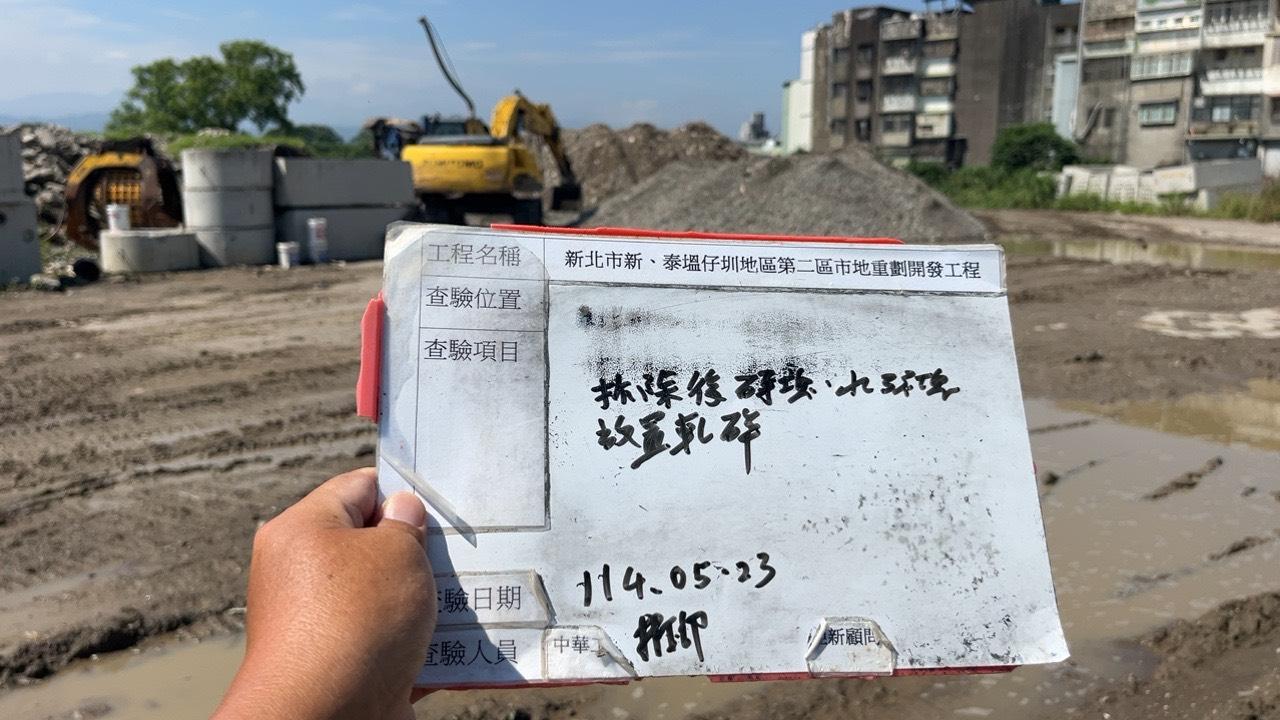 工程名稱 新北市新、泰塭仔圳地區第二區市地重劃開發工程
查驗位置
查驗項目
拆除後磚塊、水泥塊
放置軋碎
查驗日期 114.05.23
查驗人員 中華工 新顧問
SUMITOMO